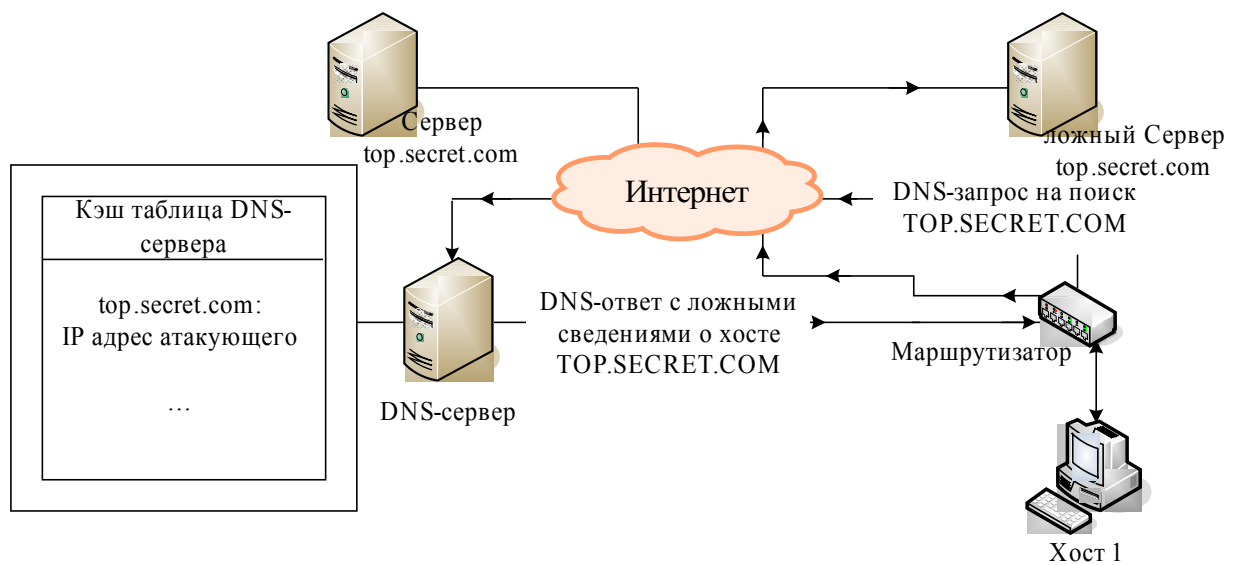 Сервер
top.secret.com
ложный Сервер
top.secret.com
Кэш таблица DNS-
сервера
top.secret.com:
IP адрес атакующего
…
Интернет
DNS-запрос на поиск
TOP.SECRET.COM
DNS-ответ с ложными
сведениями о хосте
TOP.SECRET.COM
Маршрутизатор
DNS-сервер
Хост 1